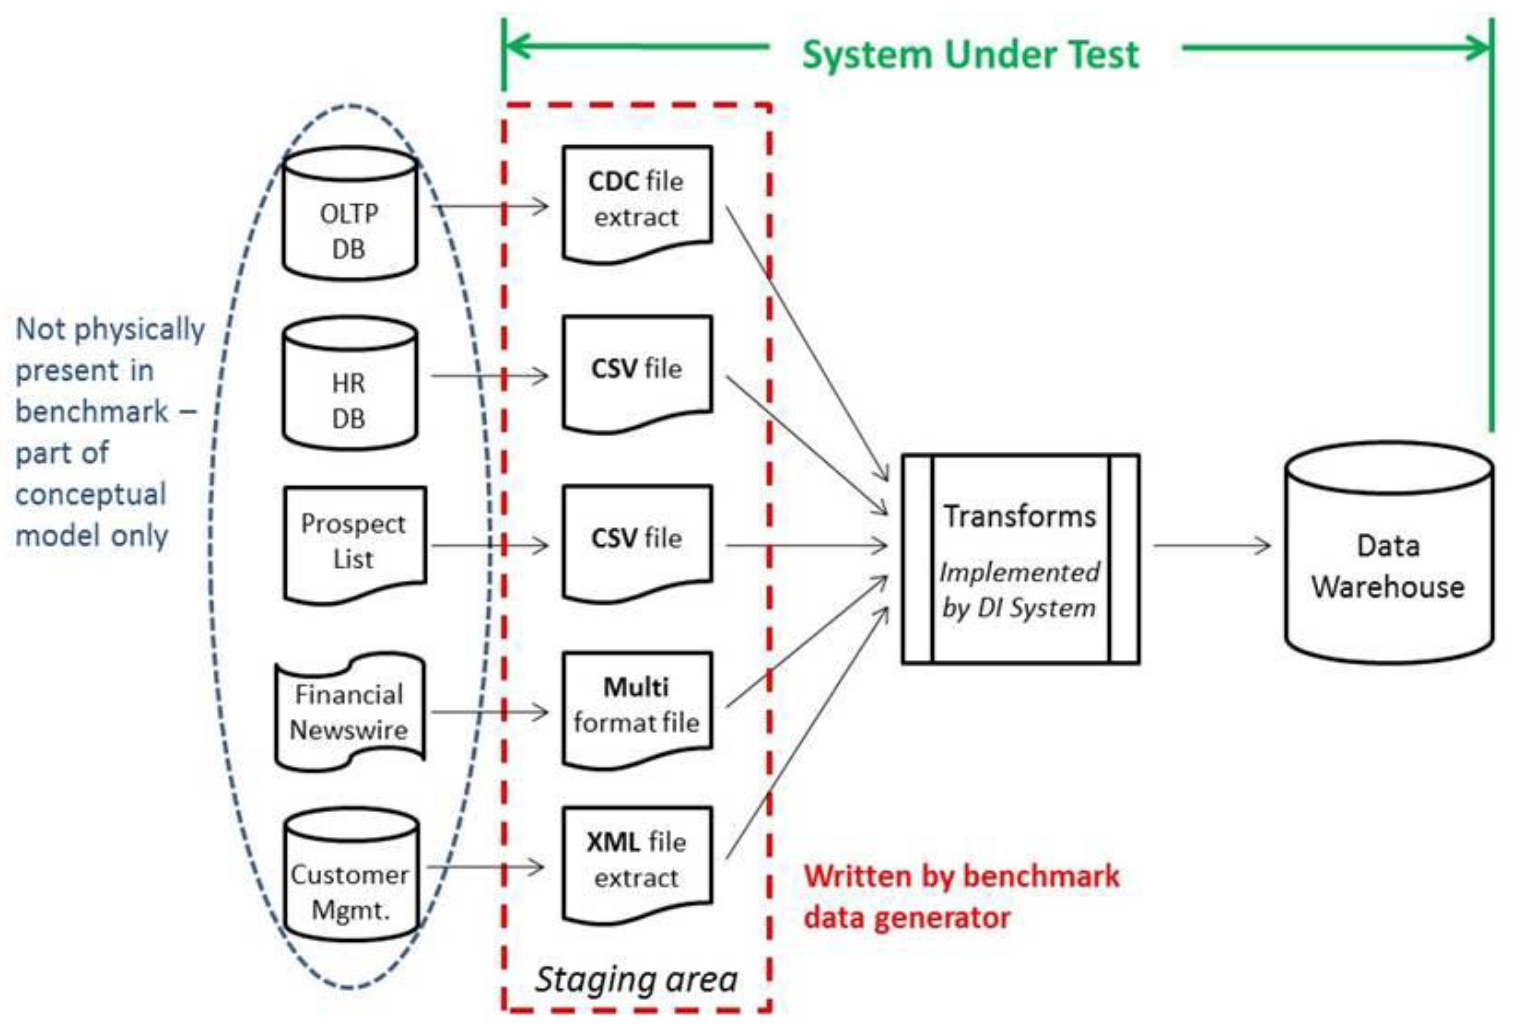 System Under Test
Not physically
present in
benchmark –
part of
conceptual
model only
OLTP
DB
HR
DB
Prospect
List
Financial
Newswire
Customer
Mgmt.
CDC file
extract
CSV file
CSV file
Multi
format file
XML file
extract
Staging area
Written by benchmark
data generator
Transforms
Implemented
by DI System
Data
Warehouse